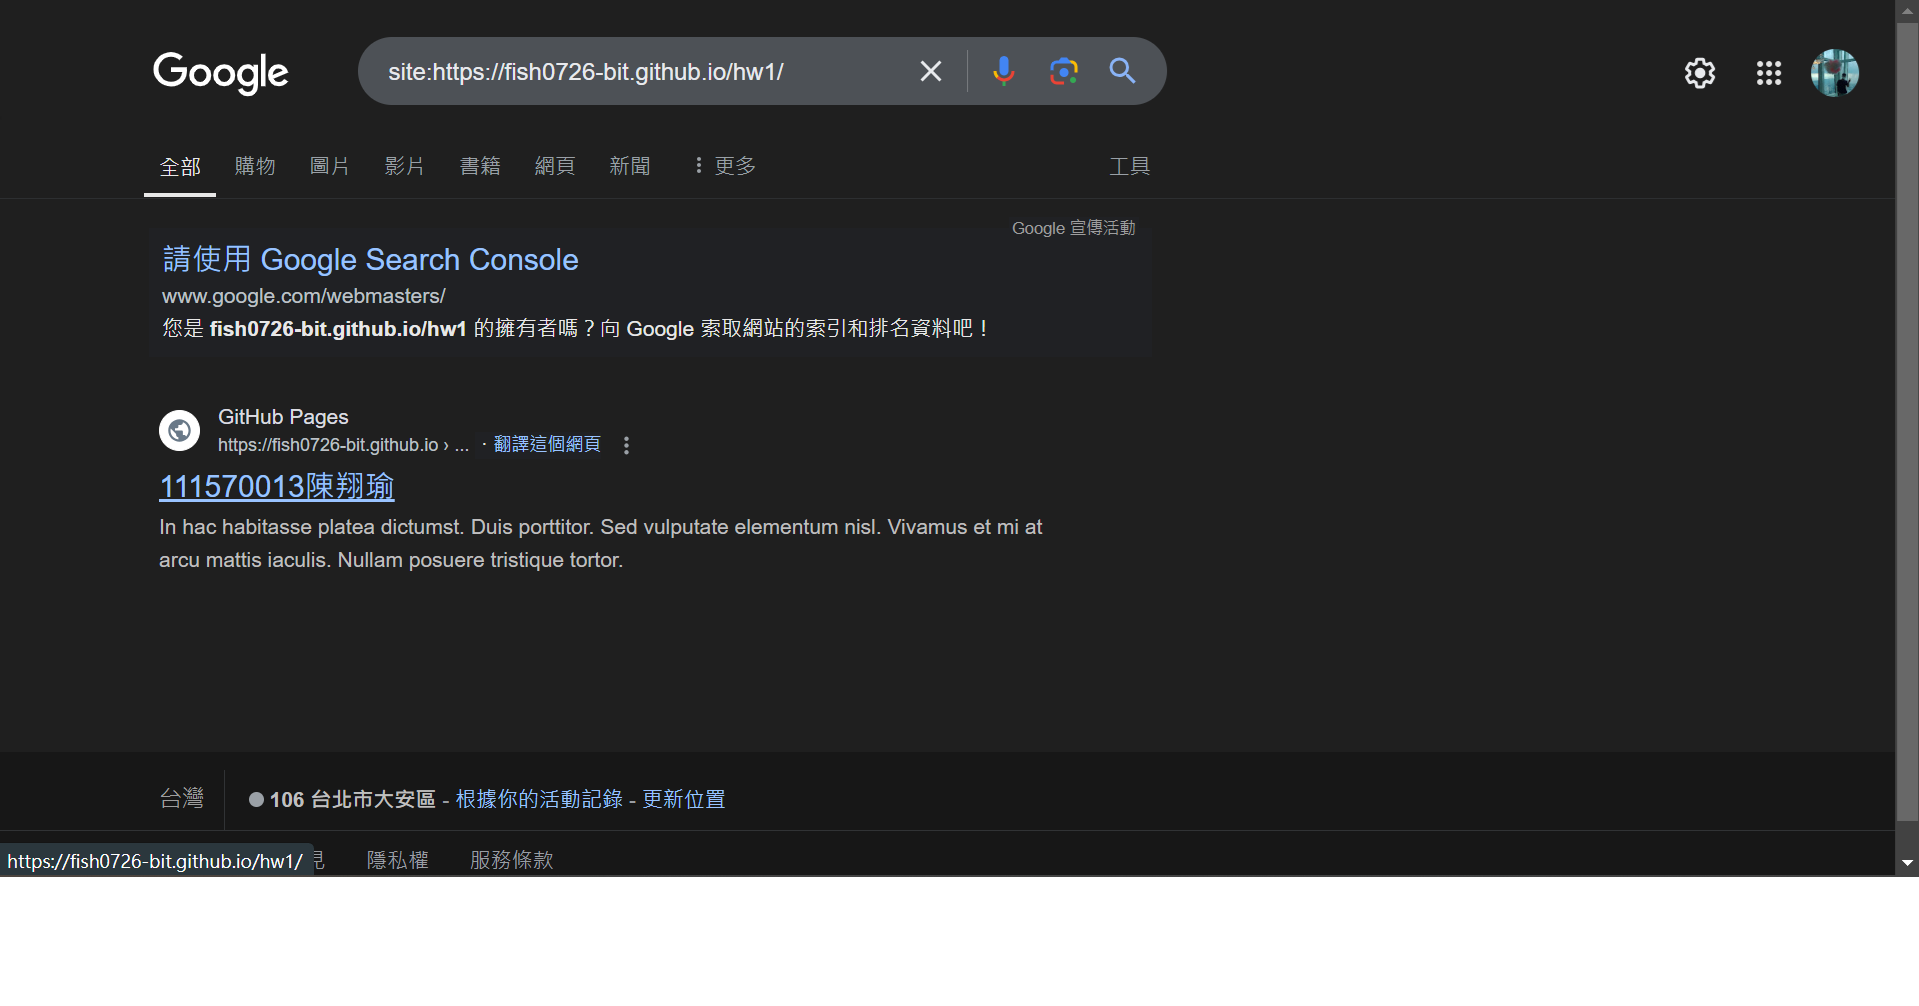 Google
site:https://fish0726-bit.github.io/hw1/
全部 購物 圖片 影片 書籍 網頁 新聞 更多 工具
Google 宣傳活動
請使用 Google Search Console
www.google.com/webmasters/
您是 fish0726-bit.github.io/hw1 的擁有者嗎？向 Google 索取網站的索引和排名資料吧！
GitHub Pages
https://fish0726-bit.github.io › ... · 翻譯這個網頁
111570013陳翔瑜
In hac habitasse platea dictumst. Duis porttitor. Sed vulputate elementum nisl. Vivamus et mi at
arcu mattis iaculis. Nullam posuere tristique tortor.
台灣 106 台北市大安區 - 根據你的活動記錄 - 更新位置
https://fish0726-bit.github.io/hw1/ 見 隱私權 服務條款